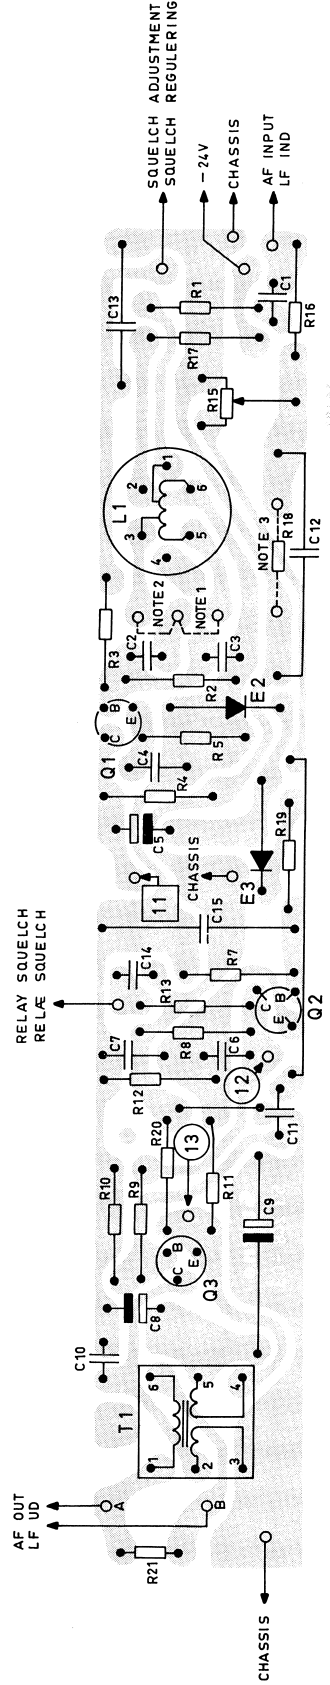 SQUELCH ADJUSTMENT
SQUELCH REGULERING
-24V
CHASSIS
AF INPUT
LF IND
C13
R1
R17
C1
R16
R15
L1
1
2
3
4
5
6
NOTE 2
NOTE 1
NOTE 3
R18
C12
R3
C2
C3
R2
E2
Q1
C
B
E
R5
C4
R4
C5
11
CHASSIS
E3
R19
C15
RELAY SQUELCH
RELÆ SQUELCH
C14
R13
R7
C7
R8
C6
R12
12
Q2
C
B
E
C11
R20
13
R11
R10
R9
Q3
C
B
E
C9
C8
C10
T1
1
2
3
4
5
6
AF OUT
LF UD
A
B
R21
CHASSIS